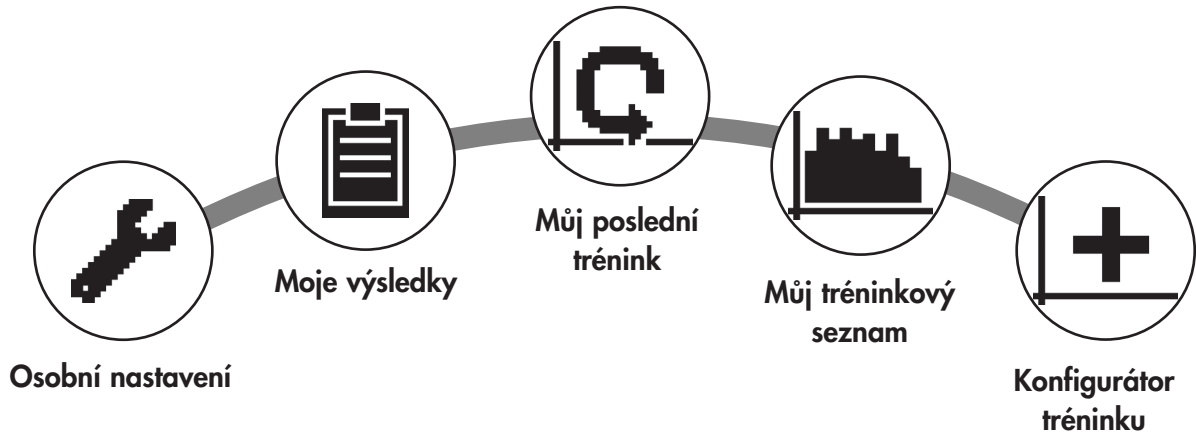 Osobní nastavení
Moje výsledky
Můj poslední
trénink
Můj tréninkový
seznam
Konfigurátor
tréninku